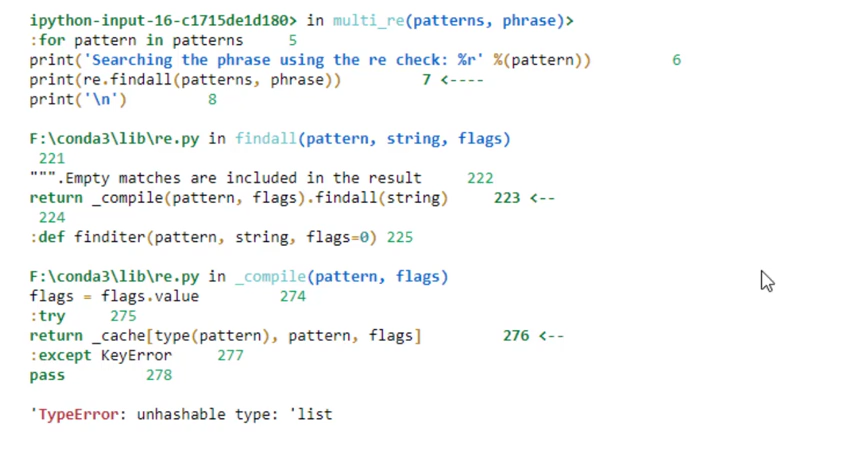 ipython-input-16-c1715de1d180> in multi_re(patterns, phrase)>
:for pattern in patterns 5
print('Searching the phrase using the re check: %r' %(pattern)) 6
print(re.findall(patterns, phrase)) 7 <----
print('\n') 8
F:\conda3\lib\re.py in findall(pattern, string, flags)
221
""".Empty matches are included in the result 222
return _compile(pattern, flags).findall(string) 223 <--
224
:def finditer(pattern, string, flags=0) 225
F:\conda3\lib\re.py in _compile(pattern, flags)
flags = flags.value 274
:try 275
return _cache[type(pattern), pattern, flags] 276 <--
:except KeyError 277
pass 278
'TypeError: unhashable type: 'list